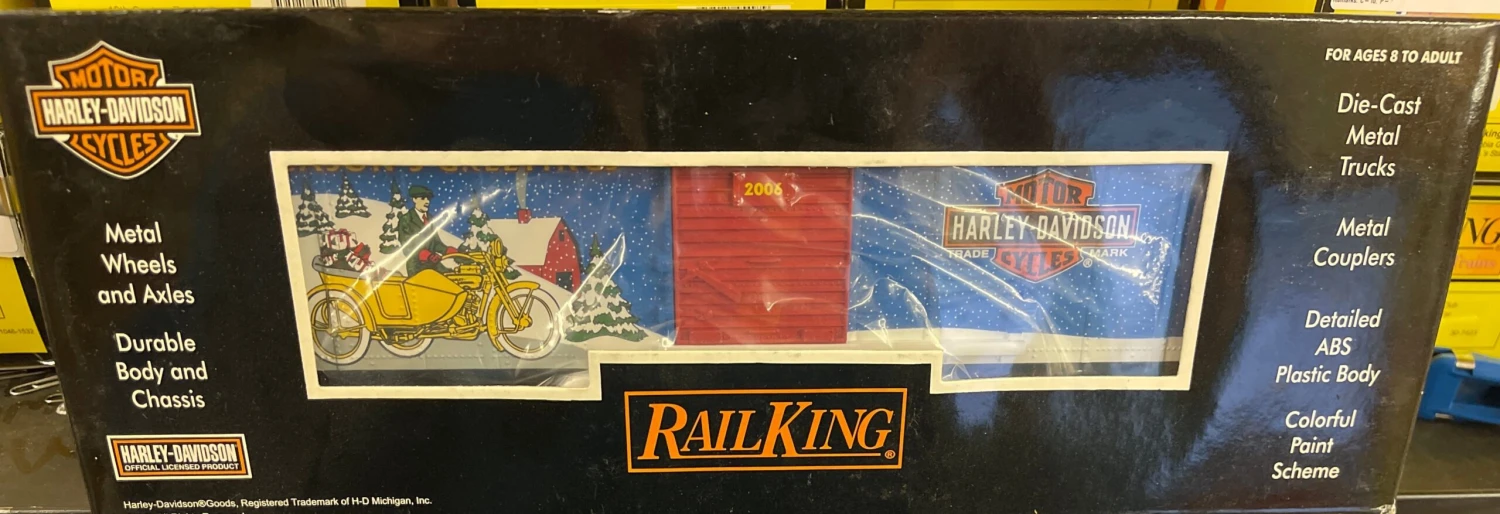 FOR AGES 8 TO ADULT
MOTOR
HARLEY-DAVIDSON
CYCLES
Metal
Wheels
and Axles
Durable
Body and
Chassis
HARLEY-DAVIDSON
OFFICIAL LICENSED PRODUCT
Harley-Davidson®Goods, Registered Trademark of H-D Michigan, Inc.
2006
MOTOR
HARLEY-DAVIDSON
TRADE MARK
CYCLES ®
RAILKING®
Die-Cast
Metal
Trucks
Metal
Couplers
Detailed
ABS
Plastic Body
Colorful
Paint
Scheme